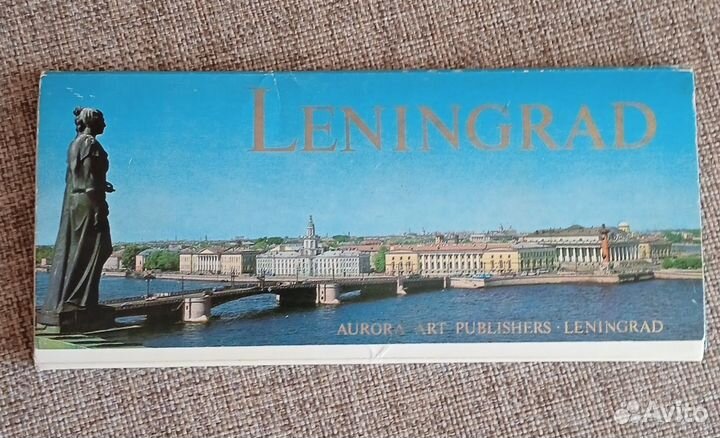 LENINGRAD
AURORA ART PUBLISHERS · LENINGRAD
Avito